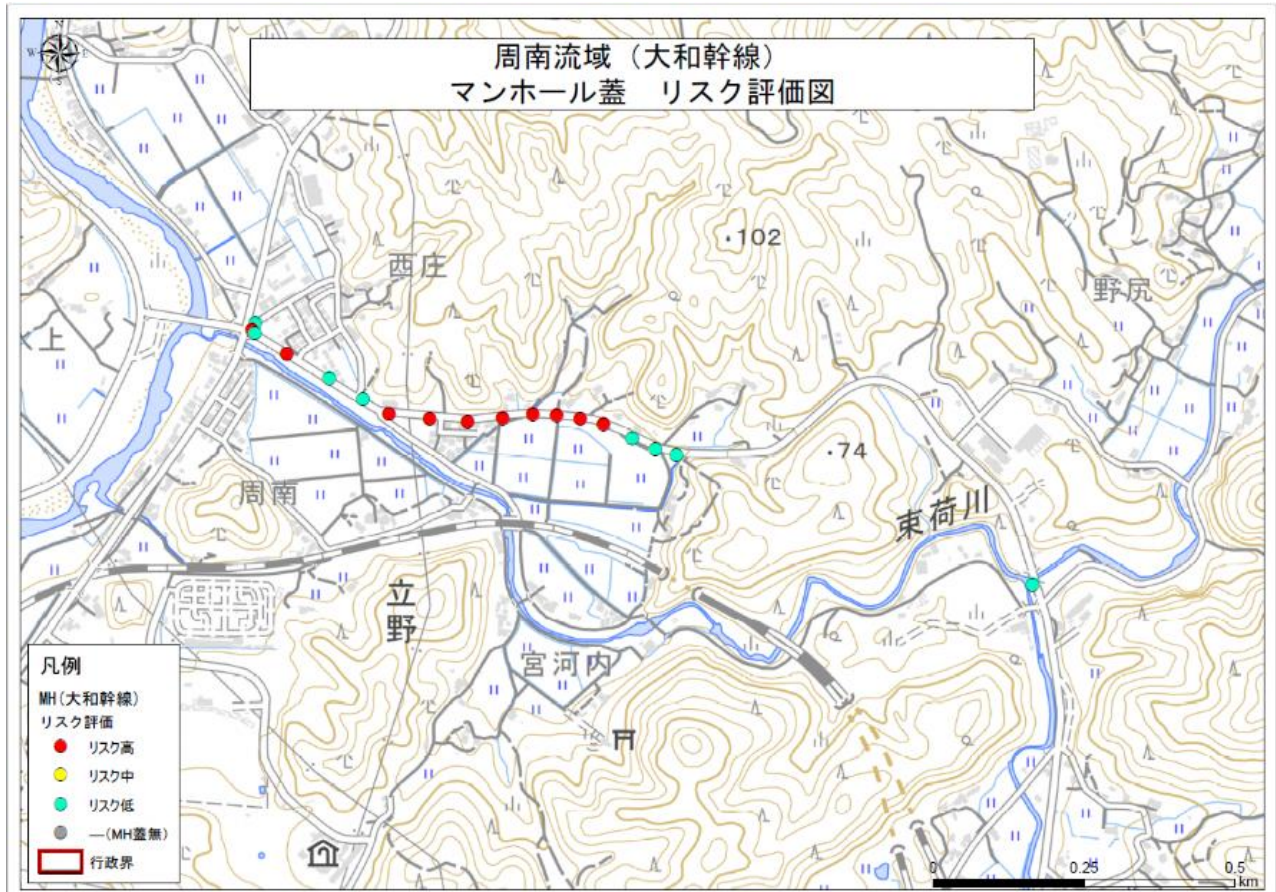 周南流域（大和幹線）
マンホール蓋　リスク評価図
N
W
E
S
西庄
102
野尻
上
周南
74
束荷川
立野
宮河内
凡例
MH(大和幹線)
リスク評価
リスク高
リスク中
リスク低
―(MH蓋無)
行政界
0
0.25
0.5
km